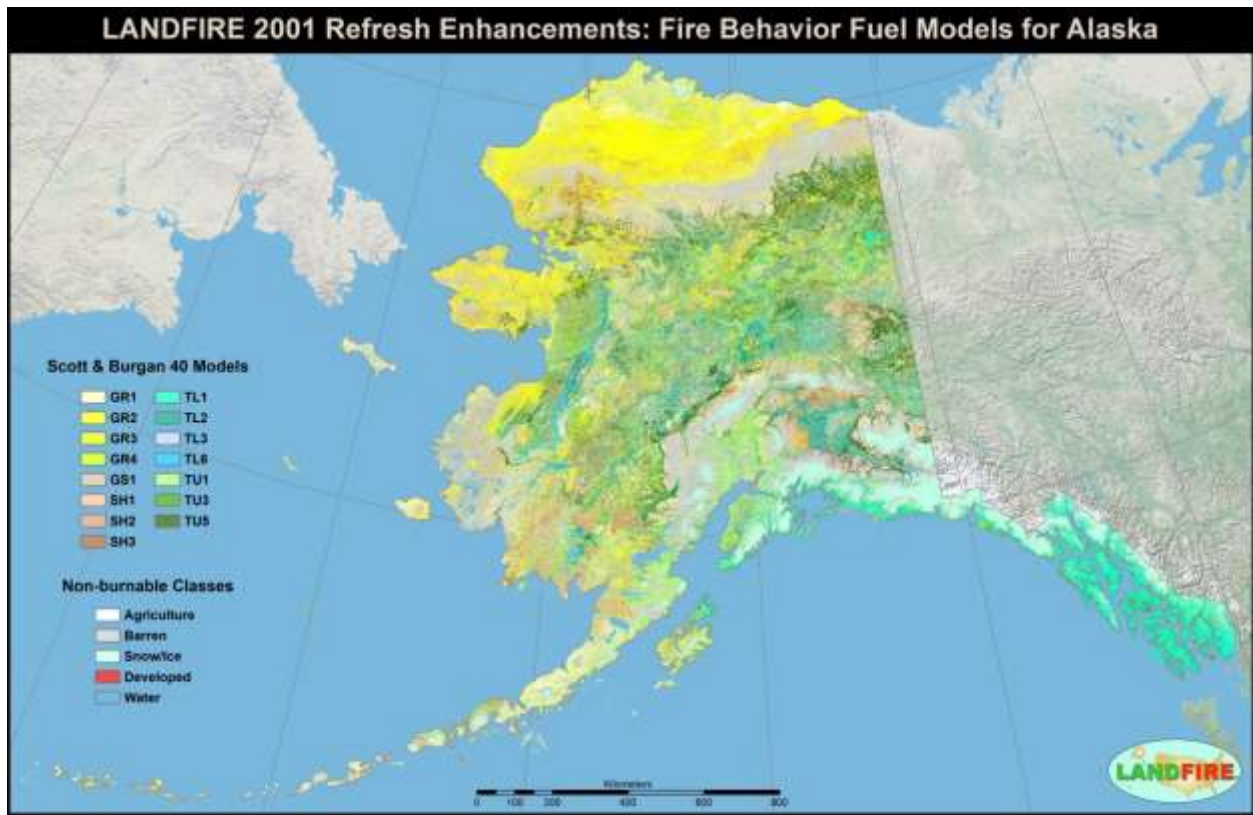 LANDFIRE 2001 Refresh Enhancements: Fire Behavior Fuel Models for Alaska
Scott & Burgan 40 Models
GR1 TL1
GR2 TL2
GR3 TL3
GR4 TL6
GS1 TU1
SH1 TU3
SH2 TU5
SH3
Non-burnable Classes
Agriculture
Barren
Snow/Ice
Developed
Water
Kilometers
0 100 200 400 600 800
LANDFIRE